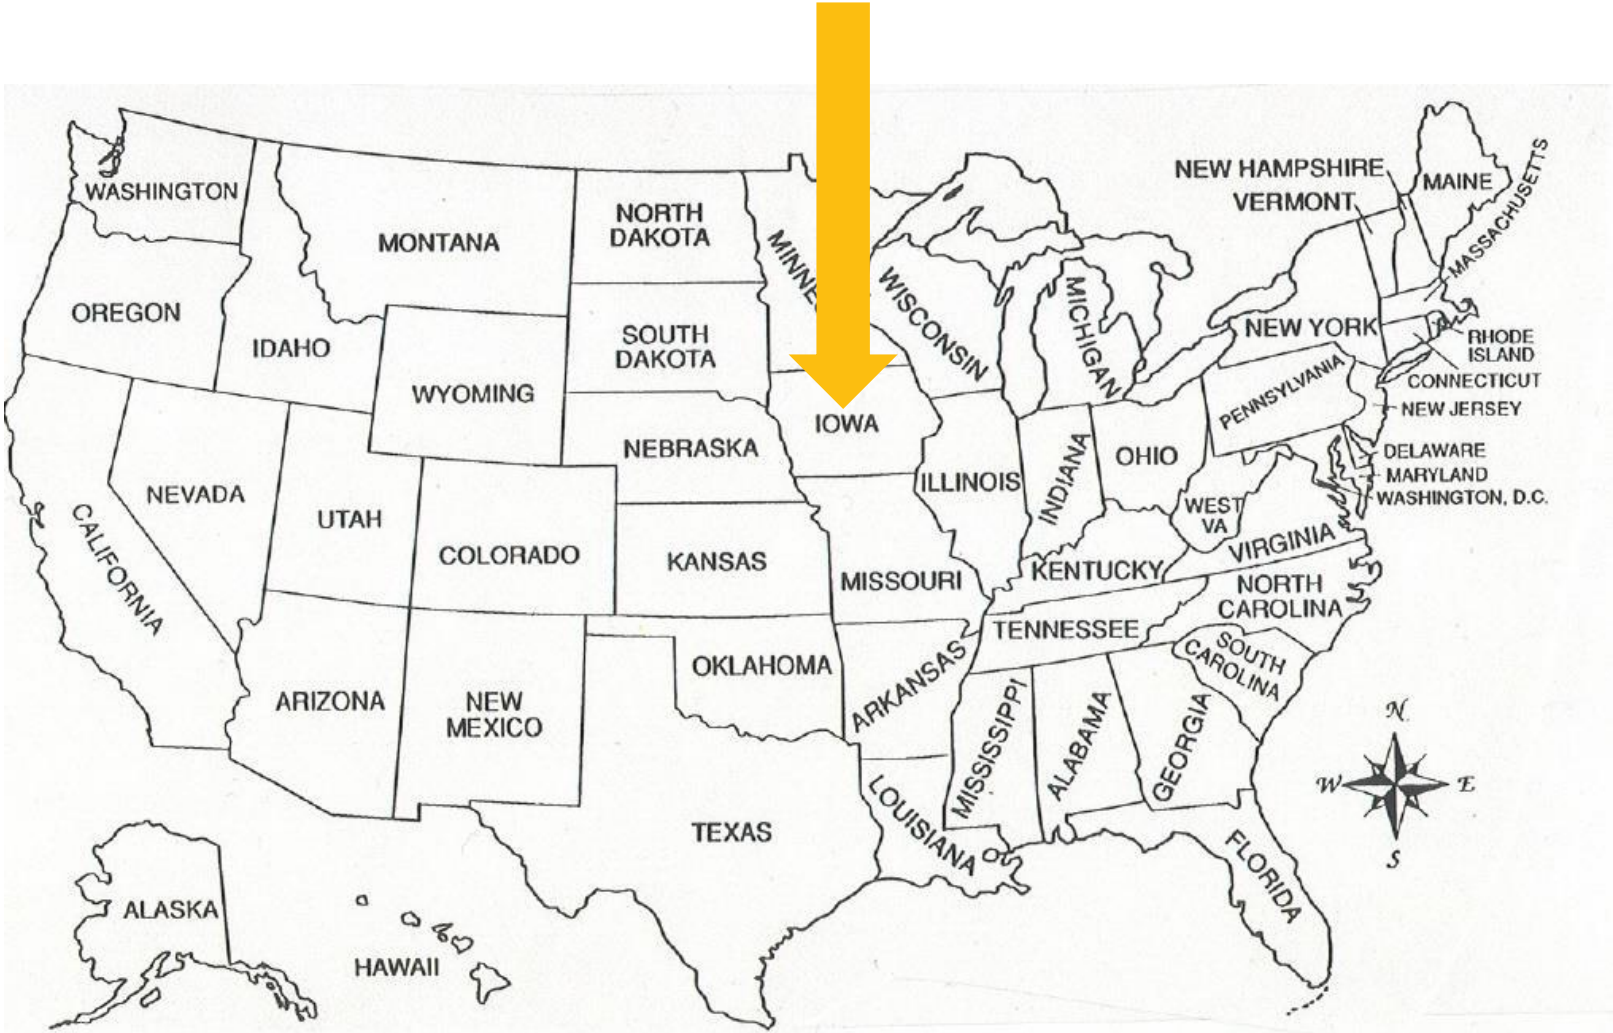 WASHINGTON
OREGON
IDAHO
MONTANA
WYOMING
NEVADA
CALIFORNIA
UTAH
COLORADO
ARIZONA
NEW
MEXICO
NORTH
DAKOTA
SOUTH
DAKOTA
NEBRASKA
KANSAS
OKLAHOMA
TEXAS
MINNE
IOWA
MISSOURI
ARKANSAS
LOUISIANA
WISCONSIN
ILLINOIS
MICHIGAN
INDIANA
OHIO
KENTUCKY
TENNESSEE
MISSISSIPPI
ALABAMA
GEORGIA
FLORIDA
SOUTH
CAROLINA
NORTH
CAROLINA
VIRGINIA
WEST
VA
PENNSYLVANIA
NEW YORK
NEW HAMPSHIRE
VERMONT
MAINE
MASSACHUSETTS
RHODE
ISLAND
CONNECTICUT
NEW JERSEY
DELAWARE
MARYLAND
WASHINGTON, D.C.
ALASKA
HAWAII
N
W
E
S